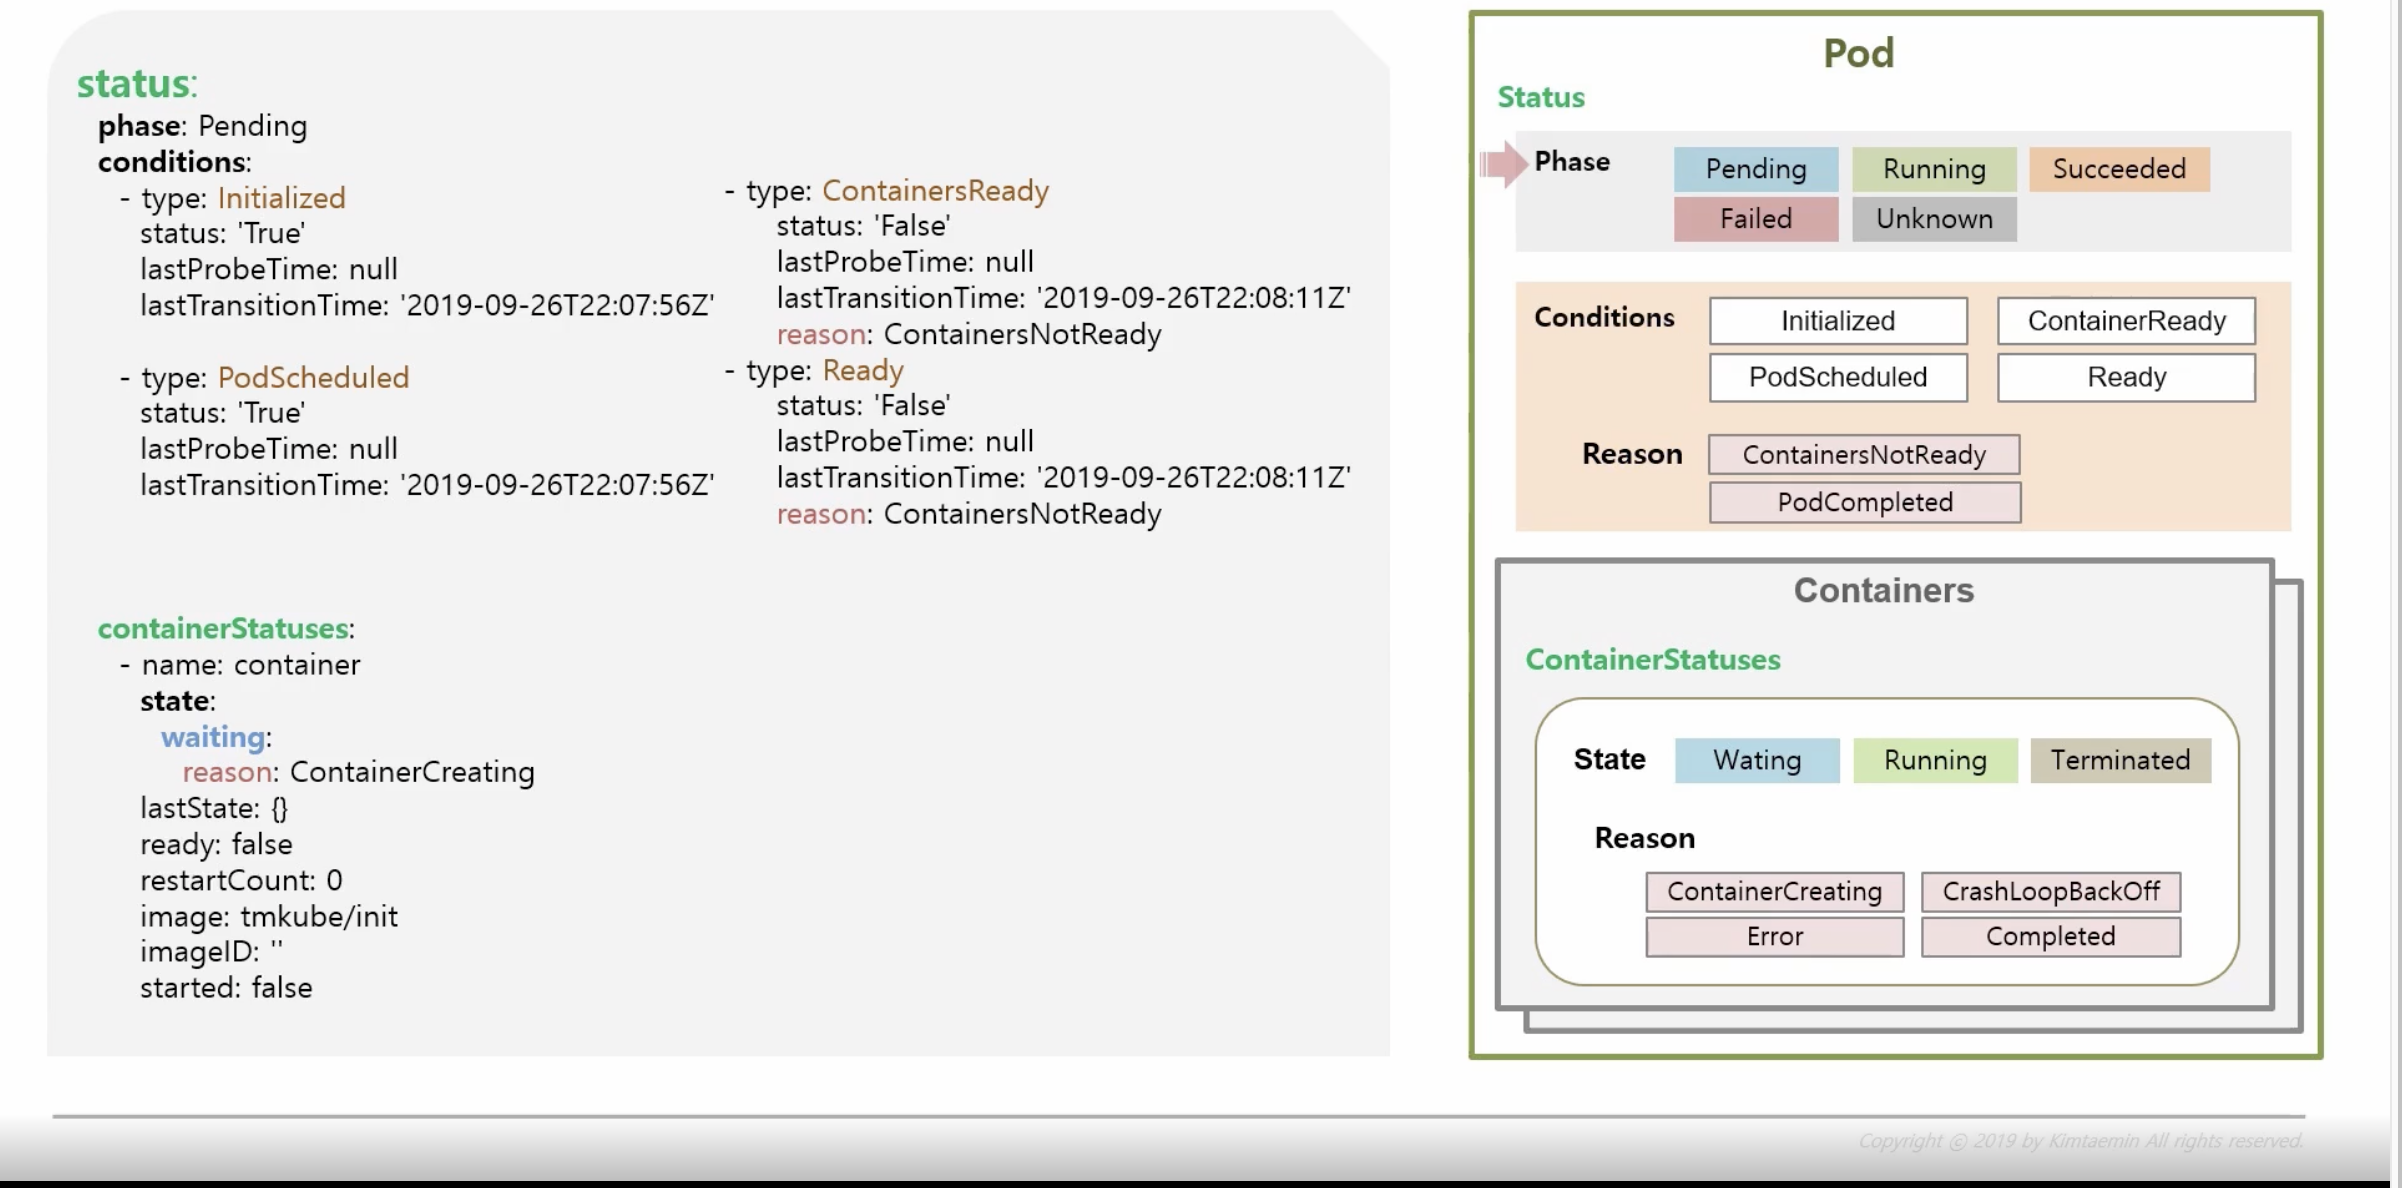 status:
phase: Pending
conditions:
- type: Initialized
status: 'True'
lastProbeTime: null
lastTransitionTime: '2019-09-26T22:07:56Z'
- type: PodScheduled
status: 'True'
lastProbeTime: null
lastTransitionTime: '2019-09-26T22:07:56Z'
- type: ContainersReady
status: 'False'
lastProbeTime: null
lastTransitionTime: '2019-09-26T22:08:11Z'
reason: ContainersNotReady
- type: Ready
status: 'False'
lastProbeTime: null
lastTransitionTime: '2019-09-26T22:08:11Z'
reason: ContainersNotReady
containerStatuses:
- name: container
state:
waiting:
reason: ContainerCreating
lastState: {}
ready: false
restartCount: 0
image: tmkube/init
imageID: ''
started: false
Pod
Status
Phase Pending Running Succeeded
Failed Unknown
Conditions Initialized ContainerReady
PodScheduled Ready
Reason ContainersNotReady
PodCompleted
Containers
ContainerStatuses
State Wating Running Terminated
Reason
ContainerCreating CrashLoopBackOff
Error Completed
Copyright © 2019 by Kimtaemin All rights reserved.